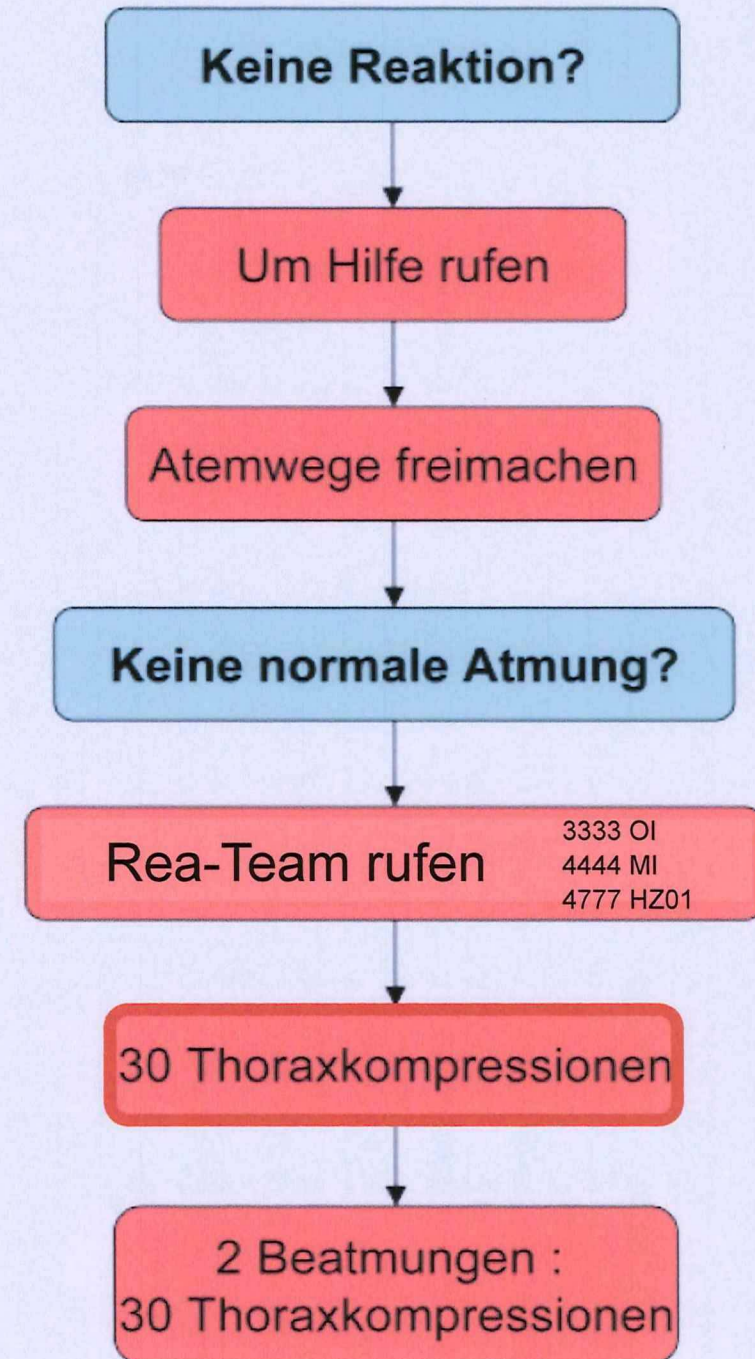 Keine Reaktion?
Um Hilfe rufen
Atemwege freimachen
Keine normale Atmung?
Rea-Team rufen
3333 OI
4444 MI
4777 HZ01
30 Thoraxkompressionen
2 Beatmungen :
30 Thoraxkompressionen